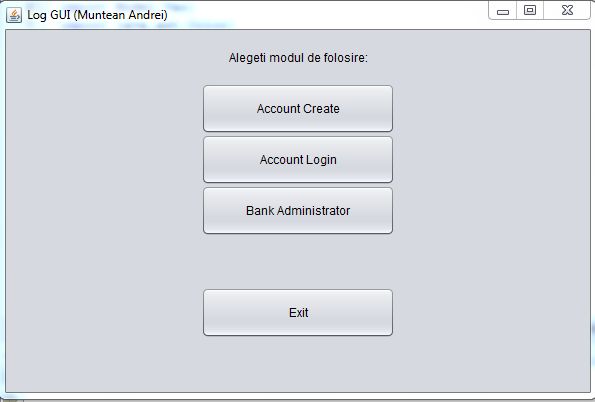 Log GUI (Muntean Andrei)
Alegeti modul de folosire:
Account Create
Account Login
Bank Administrator
Exit